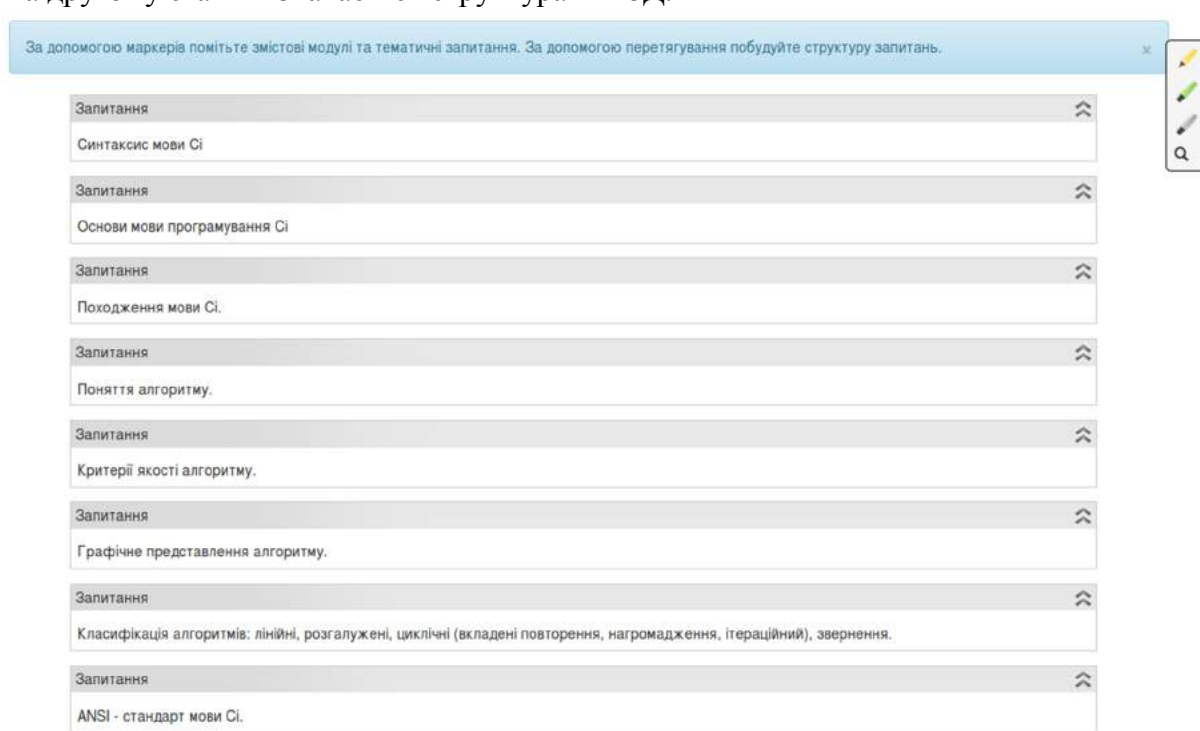 За допомогою маркерів помітьте змістові модулі та тематичні запитання. За допомогою перетягування побудуйте структуру запитань.
×
Запитання
Синтаксис мови Сі
Запитання
Основи мови програмування Сі
Запитання
Походження мови Сі.
Запитання
Поняття алгоритму.
Запитання
Критерії якості алгоритму.
Запитання
Графічне представлення алгоритму.
Запитання
Класифікація алгоритмів: лінійні, розгалужені, циклічні (вкладені повторення, нагромадження, ітераційний), звернення.
Запитання
ANSI - стандарт мови Сі.